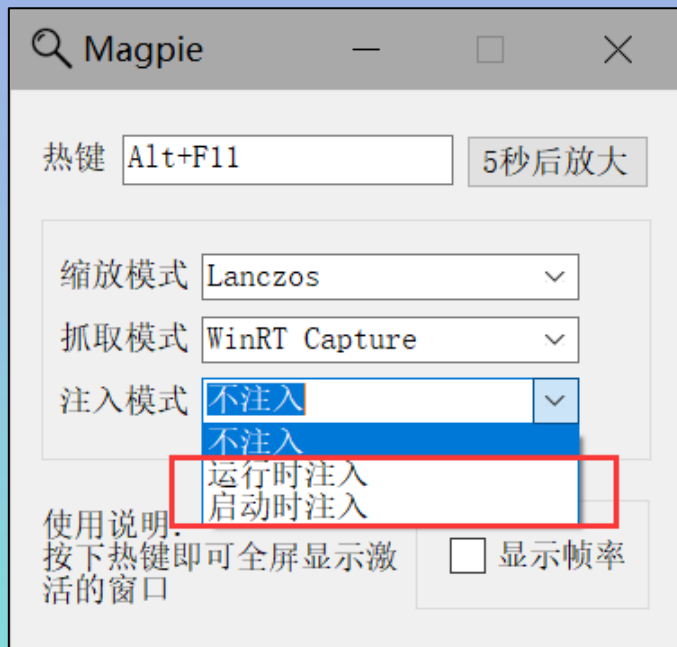 Magpie
热键 Alt+F11 5秒后放大
缩放模式 Lanczos
抓取模式 WinRT Capture
注入模式 不注入
不注入
运行时注入
启动时注入
使用说明:
按下热键即可全屏显示激
活的窗口
显示帧率